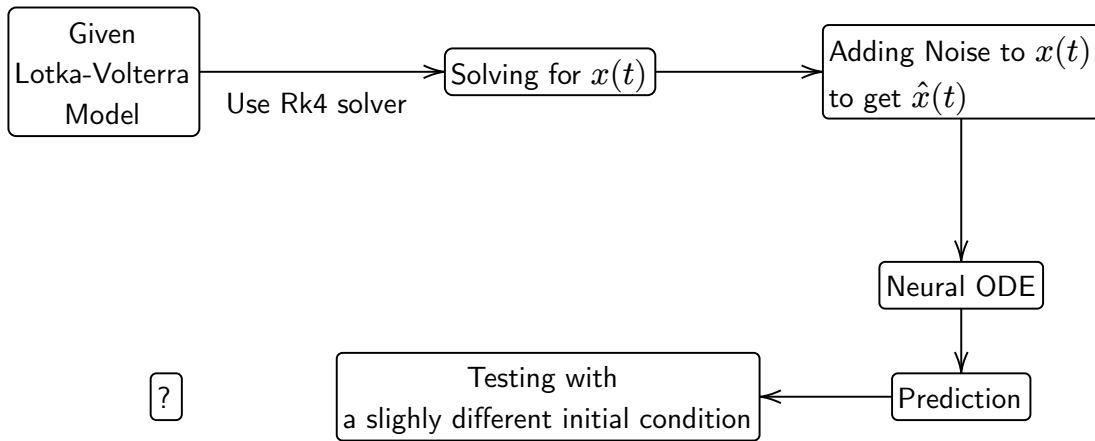 Given
Lotka-Volterra
Model
Use Rk4 solver
Solving for x(t)
Adding Noise to x(t)
to get x̂(t)
Neural ODE
Prediction
Testing with
a slighly different initial condition
?